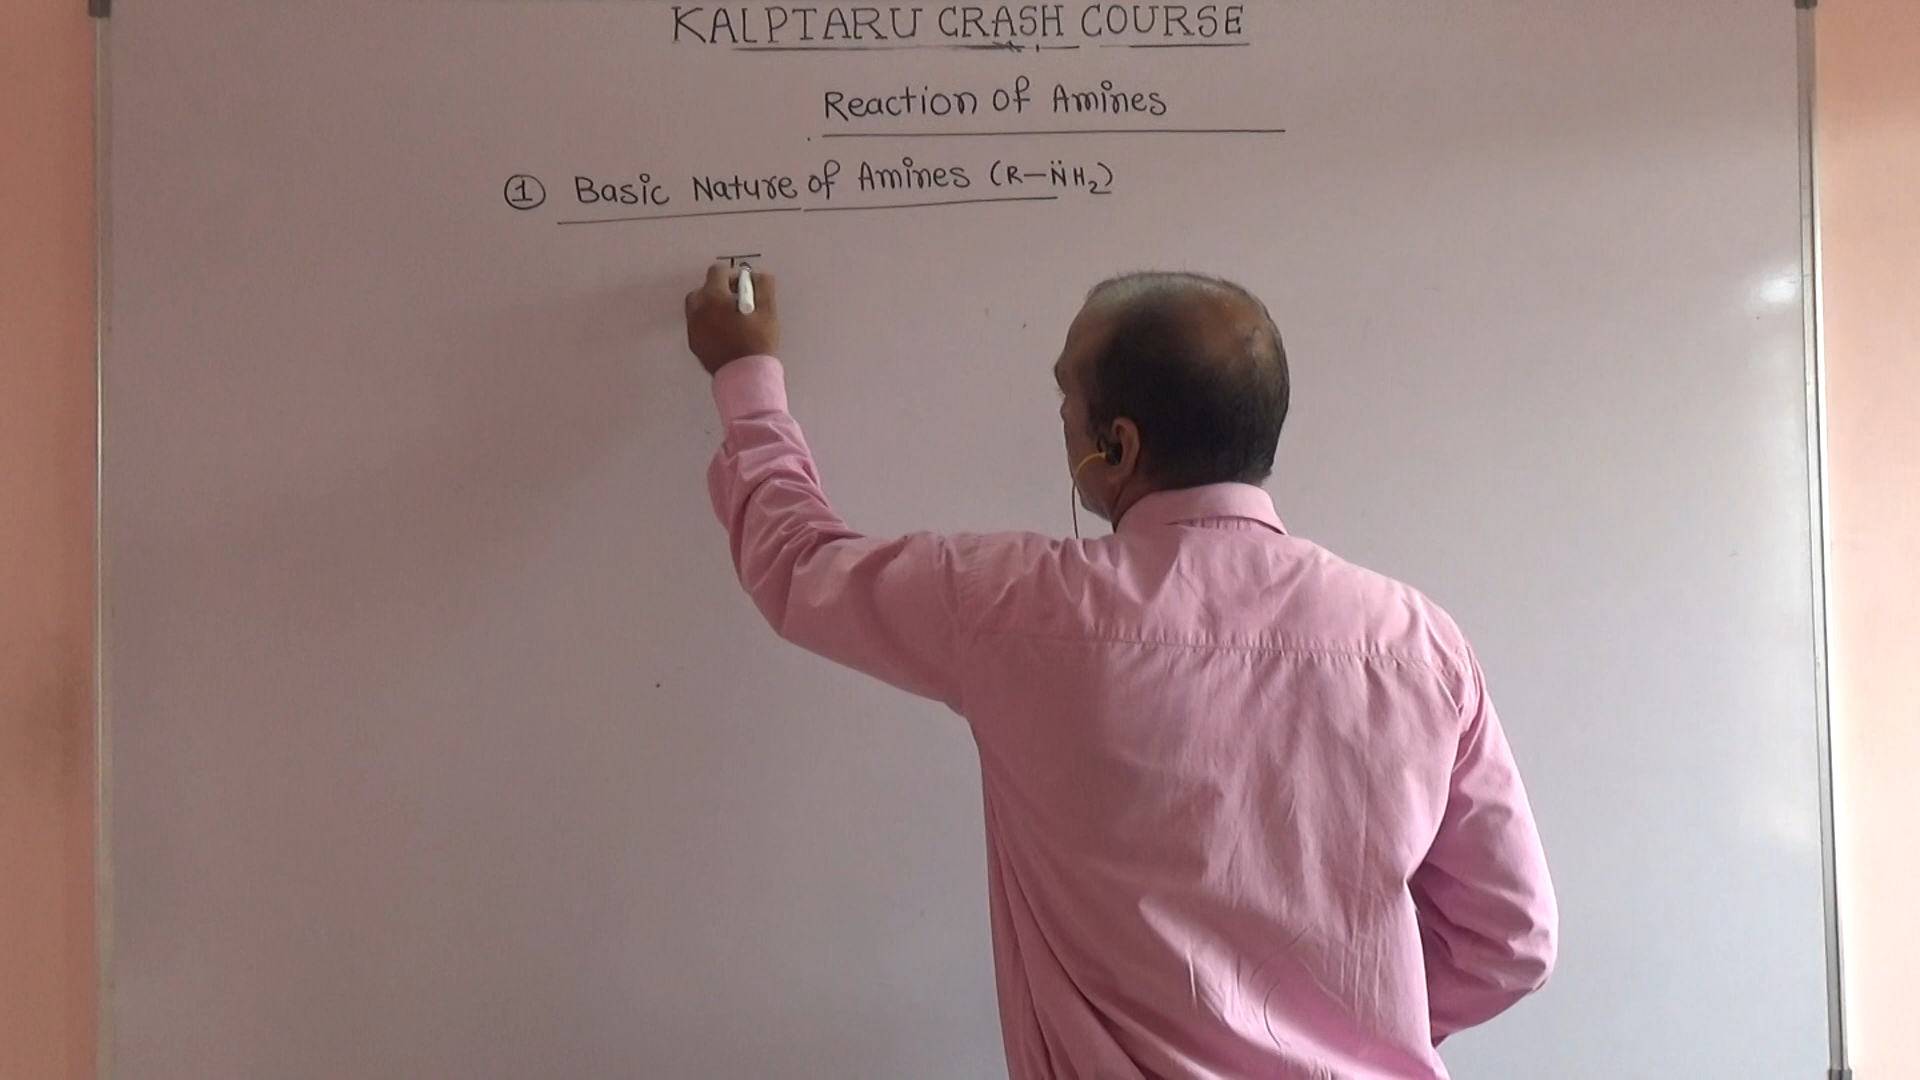 KALPTARU CRASH COURSE
Reaction of Amines
① Basic Nature of Amines (R–N̈H₂)